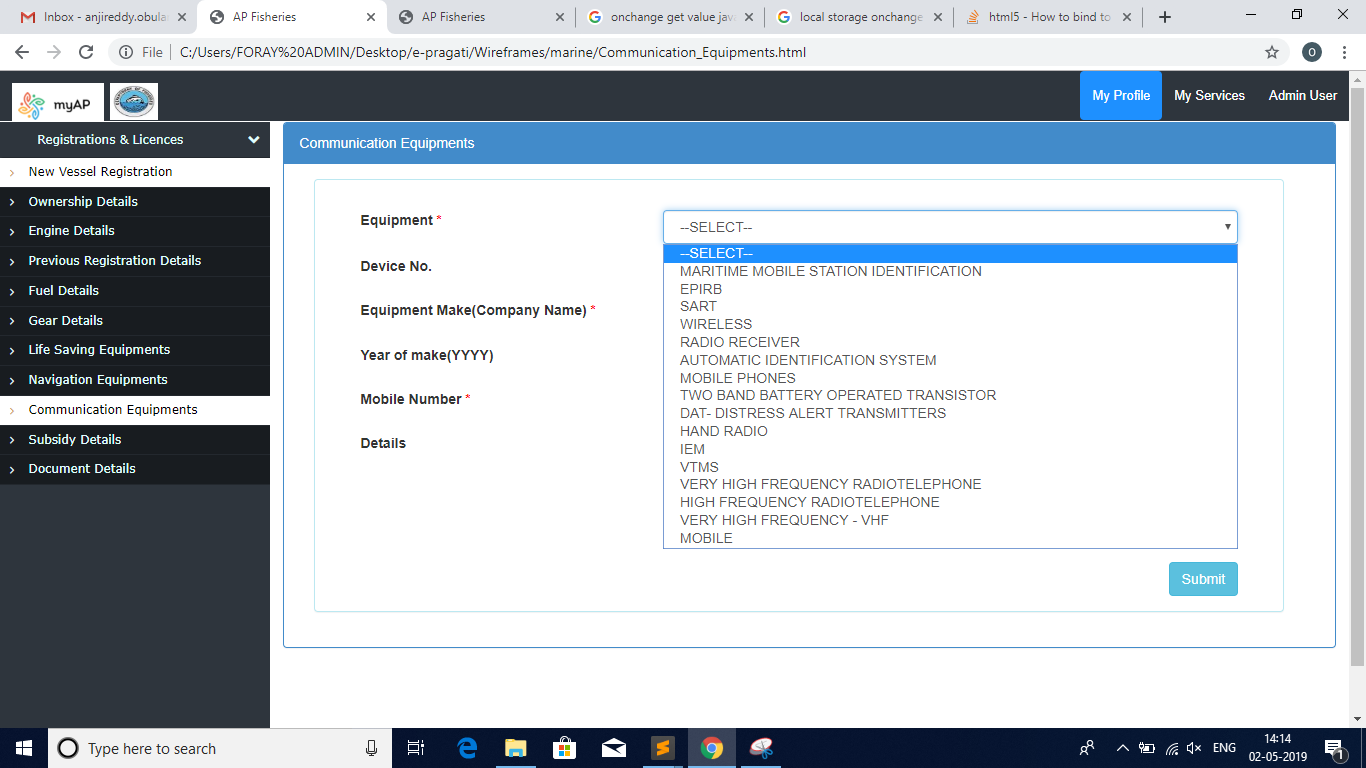 Inbox - anjireddy.obula
AP Fisheries
AP Fisheries
onchange get value jav
local storage onchange
html5 - How to bind to
File
C:/Users/FORAY%20ADMIN/Desktop/e-pragati/Wireframes/marine/Communication_Equipments.html
O
myAP
My Profile
My Services
Admin User
Registrations & Licences
New Vessel Registration
Ownership Details
Engine Details
Previous Registration Details
Fuel Details
Gear Details
Life Saving Equipments
Navigation Equipments
Communication Equipments
Subsidy Details
Document Details
Communication Equipments
Equipment *
Device No.
Equipment Make(Company Name) *
Year of make(YYYY)
Mobile Number *
Details
--SELECT--
--SELECT--
MARITIME MOBILE STATION IDENTIFICATION
EPIRB
SART
WIRELESS
RADIO RECEIVER
AUTOMATIC IDENTIFICATION SYSTEM
MOBILE PHONES
TWO BAND BATTERY OPERATED TRANSISTOR
DAT- DISTRESS ALERT TRANSMITTERS
HAND RADIO
IEM
VTMS
VERY HIGH FREQUENCY RADIOTELEPHONE
HIGH FREQUENCY RADIOTELEPHONE
VERY HIGH FREQUENCY - VHF
MOBILE
Submit
Type here to search
ENG
14:14
02-05-2019
1